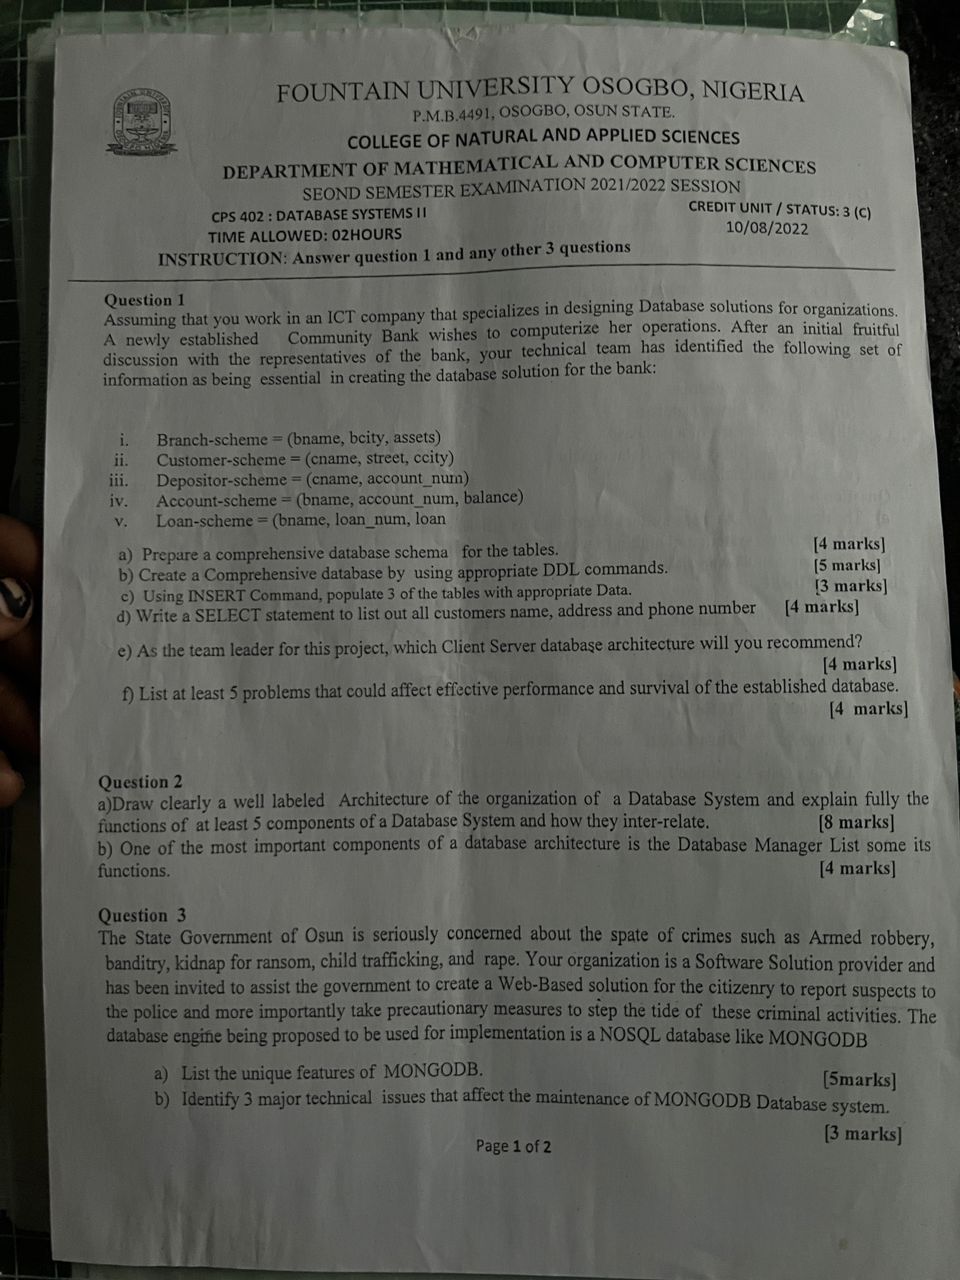 FOUNTAIN UNIVERSITY OSOGBO, NIGERIA
P.M.B.4491, OSOGBO, OSUN STATE.
COLLEGE OF NATURAL AND APPLIED SCIENCES
DEPARTMENT OF MATHEMATICAL AND COMPUTER SCIENCES
SEOND SEMESTER EXAMINATION 2021/2022 SESSION
CPS 402 : DATABASE SYSTEMS II CREDIT UNIT / STATUS: 3 (C)
TIME ALLOWED: 02HOURS 10/08/2022
INSTRUCTION: Answer question 1 and any other 3 questions
Question 1
Assuming that you work in an ICT company that specializes in designing Database solutions for organizations.
A newly established Community Bank wishes to computerize her operations. After an initial fruitful
discussion with the representatives of the bank, your technical team has identified the following set of
information as being essential in creating the database solution for the bank:
i. Branch-scheme = (bname, bcity, assets)
ii. Customer-scheme = (cname, street, ccity)
iii. Depositor-scheme = (cname, account_num)
iv. Account-scheme = (bname, account_num, balance)
v. Loan-scheme = (bname, loan_num, loan
a) Prepare a comprehensive database schema for the tables. [4 marks]
b) Create a Comprehensive database by using appropriate DDL commands. [5 marks]
c) Using INSERT Command, populate 3 of the tables with appropriate Data. [3 marks]
d) Write a SELECT statement to list out all customers name, address and phone number [4 marks]
e) As the team leader for this project, which Client Server database architecture will you recommend?
[4 marks]
f) List at least 5 problems that could affect effective performance and survival of the established database.
[4 marks]
Question 2
a)Draw clearly a well labeled Architecture of the organization of a Database System and explain fully the
functions of at least 5 components of a Database System and how they inter-relate. [8 marks]
b) One of the most important components of a database architecture is the Database Manager List some its
functions. [4 marks]
Question 3
The State Government of Osun is seriously concerned about the spate of crimes such as Armed robbery,
banditry, kidnap for ransom, child trafficking, and rape. Your organization is a Software Solution provider and
has been invited to assist the government to create a Web-Based solution for the citizenry to report suspects to
the police and more importantly take precautionary measures to step the tide of these criminal activities. The
database engine being proposed to be used for implementation is a NOSQL database like MONGODB
a) List the unique features of MONGODB. [5marks]
b) Identify 3 major technical issues that affect the maintenance of MONGODB Database system.
[3 marks]
Page 1 of 2